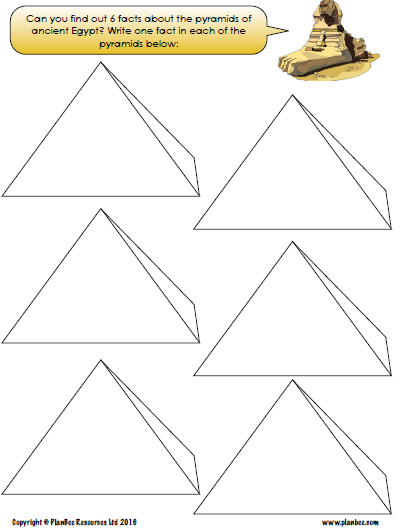 Can you find out 6 facts about the pyramids of
ancient Egypt? Write one fact in each of the
pyramids below:
Copyright © PlanBee Resources Ltd 2016
www.planbee.com